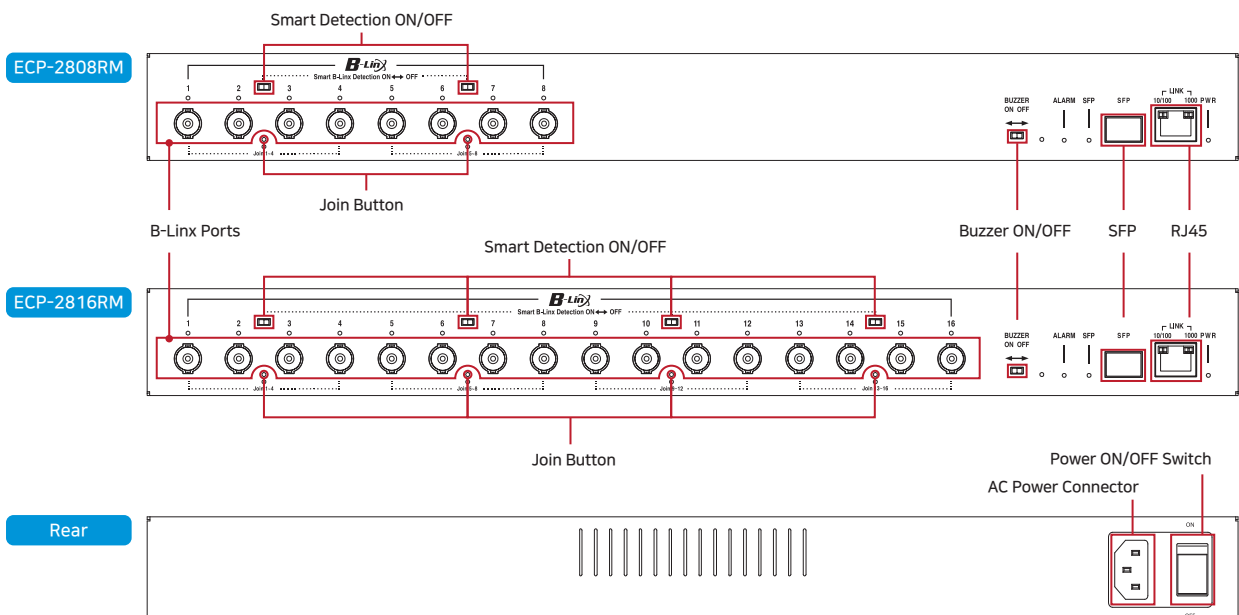 Smart Detection ON/OFF
ECP-2808RM
B-Linx
Smart B-Linx Detection ON ↔ OFF
1 2 3 4 5 6 7 8
BUZZER
ON OFF
ALARM SFP SFP
LINK
10/100 1000 PWR
Join 1-4
Join 5-8
Join Button
B-Linx Ports
Buzzer ON/OFF SFP RJ45
Smart Detection ON/OFF
ECP-2816RM
B-Linx
Smart B-Linx Detection ON ↔ OFF
1 2 3 4 5 6 7 8 9 10 11 12 13 14 15 16
BUZZER
ON OFF
ALARM SFP SFP
LINK
10/100 1000 PWR
Join 1-4
Join 5-8
Join 9-12
Join 13-16
Join Button
Power ON/OFF Switch
AC Power Connector
Rear
ON